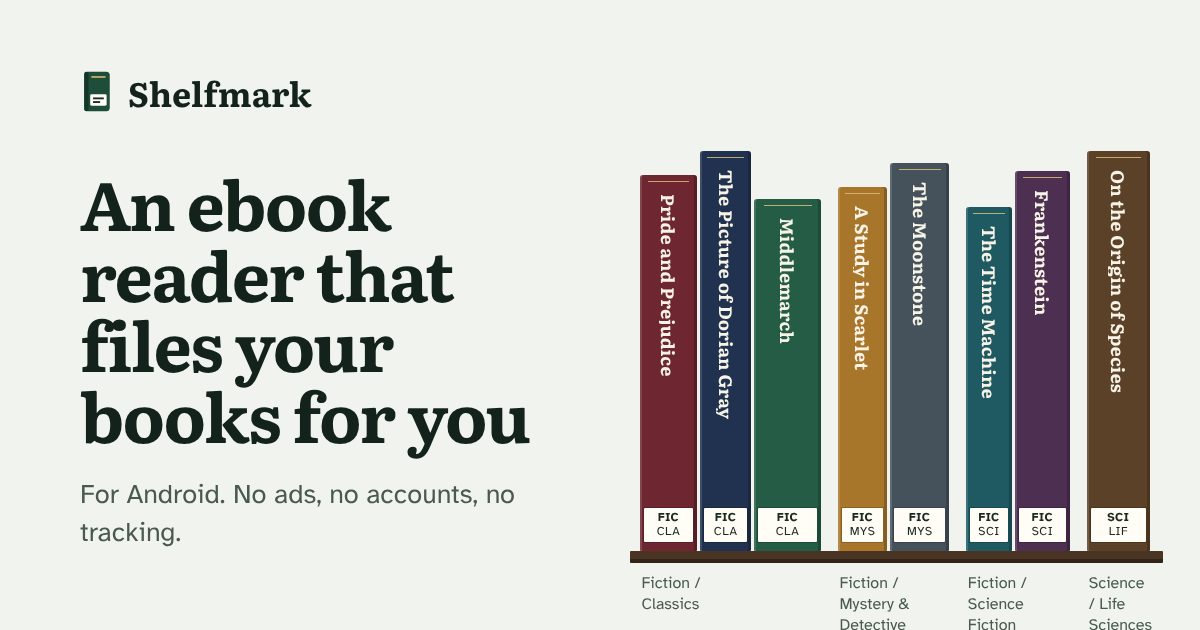 Shelfmark
An ebook
reader that
files your
books for you
For Android. No ads, no accounts, no
tracking.
Pride and Prejudice
FIC
CLA
The Picture of Dorian Gray
FIC
CLA
Middlemarch
FIC
CLA
A Study in Scarlet
FIC
MYS
The Moonstone
FIC
MYS
The Time Machine
FIC
SCI
Frankenstein
FIC
SCI
On the Origin of Species
SCI
LIF
Fiction /
Classics
Fiction /
Mystery &
Detective
Fiction /
Science
Fiction
Science
/ Life
Sciences